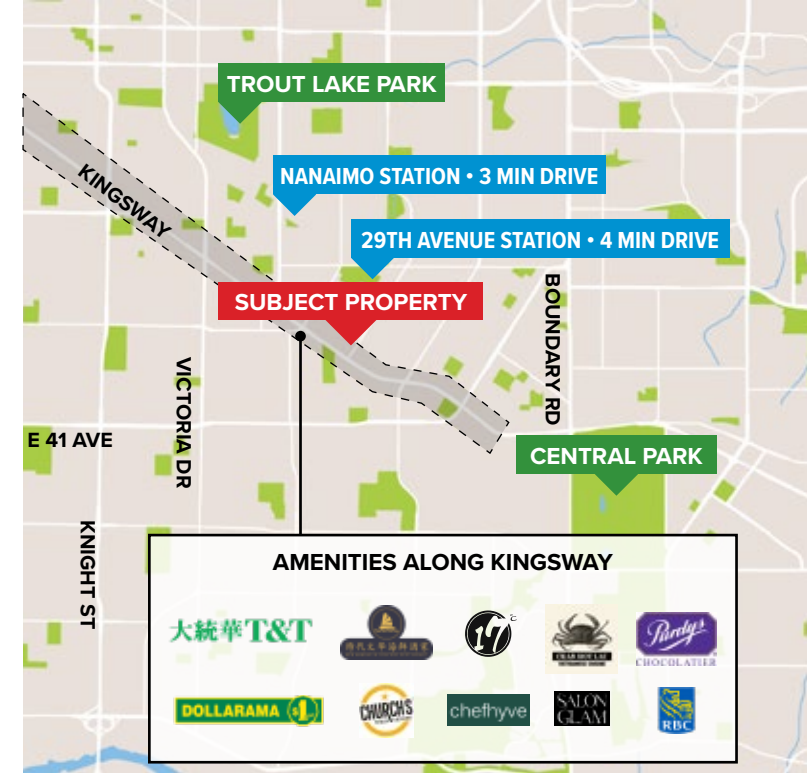 TROUT LAKE PARK
NANAIMO STATION • 3 MIN DRIVE
KINGSWAY
29TH AVENUE STATION • 4 MIN DRIVE
SUBJECT PROPERTY
BOUNDARY RD
VICTORIA DR
E 41 AVE
CENTRAL PARK
KNIGHT ST
AMENITIES ALONG KINGSWAY
大統華T&T
17°C
Purdys
CHOCOLATIER
DOLLARAMA $1
CHURCH'S
chefhyve
SALON
GLAM
RBC